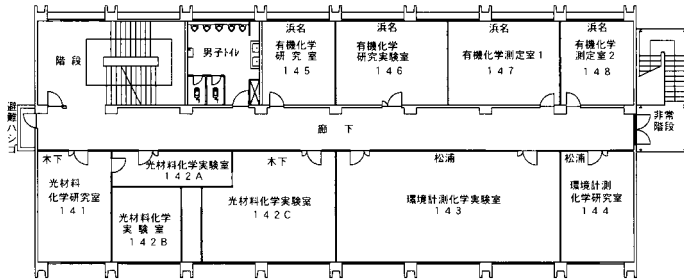 階段
男子トイレ
浜名
有機化学
研究室
145
浜名
有機化学
研究実験室
146
浜名
有機化学測定室1
147
浜名
有機化学
測定室2
148
避難ハシゴ
廊下
非常
階段
木下
光材料
化学研究室
141
光材料化学実験室
142A
光材料化学
実験室
142B
木下
光材料化学実験室
142C
松浦
環境計測化学実験室
143
松浦
環境計測
化学研究室
144